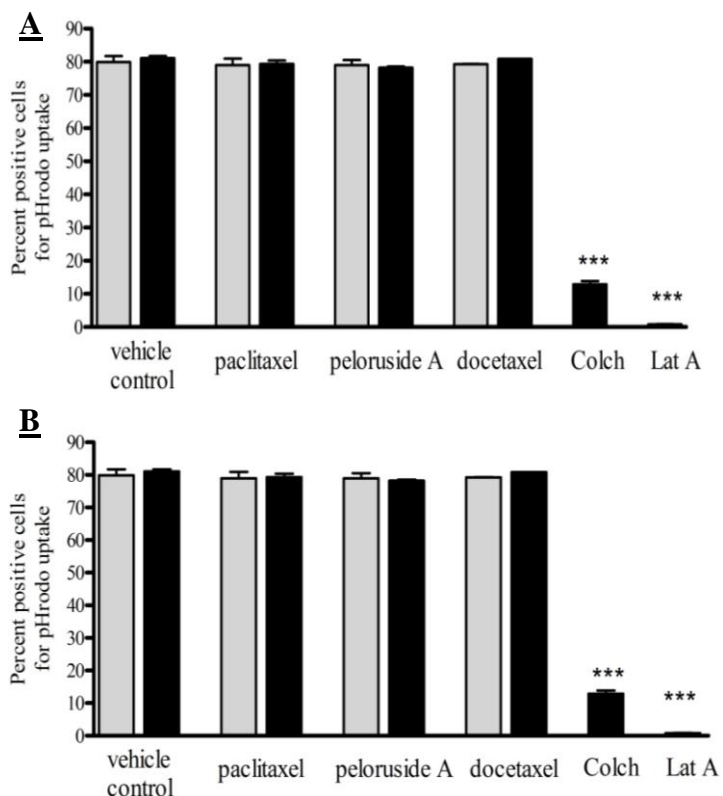 A
Percent positive cells
for pHrodo uptake
90
80
70
60
50
40
30
20
10
0
***
***
vehicle
control
paclitaxel
peloruside A
docetaxel
Colch
Lat A
B
Percent positive cells
for pHrodo uptake
90
80
70
60
50
40
30
20
10
0
***
***
vehicle
control
paclitaxel
peloruside A
docetaxel
Colch
Lat A